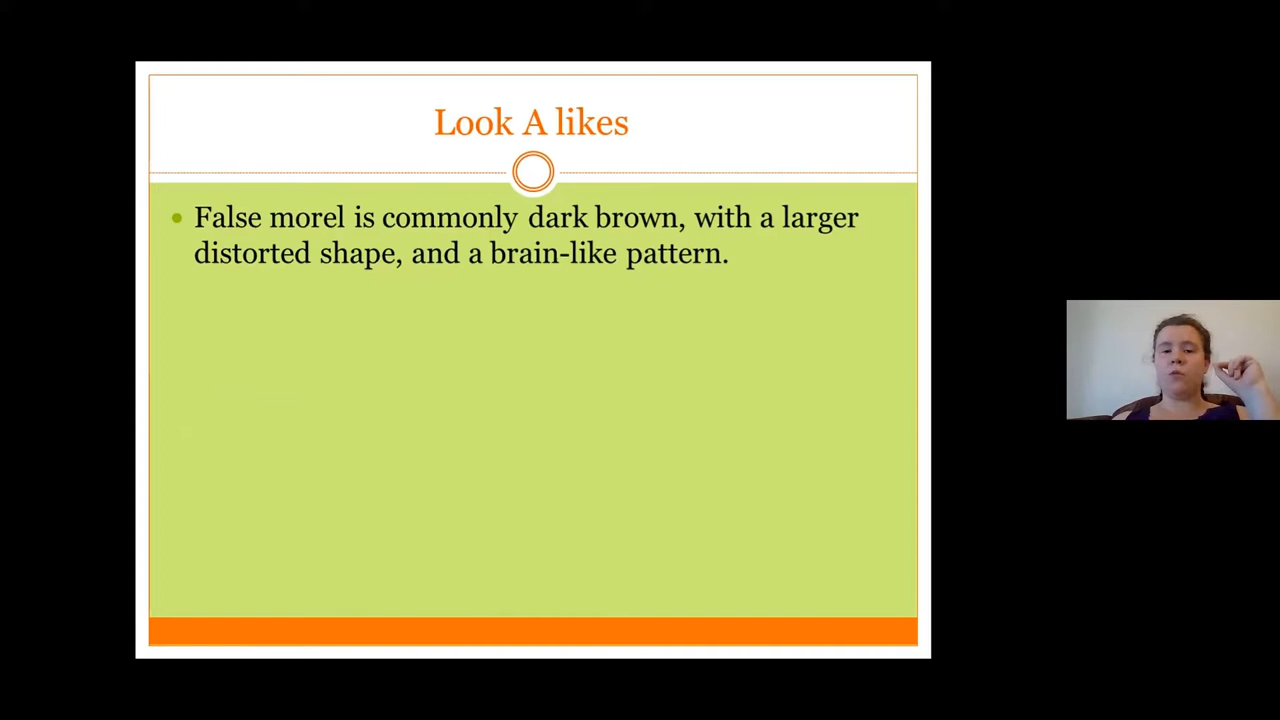 Look A likes
False morel is commonly dark brown, with a larger
distorted shape, and a brain-like pattern.